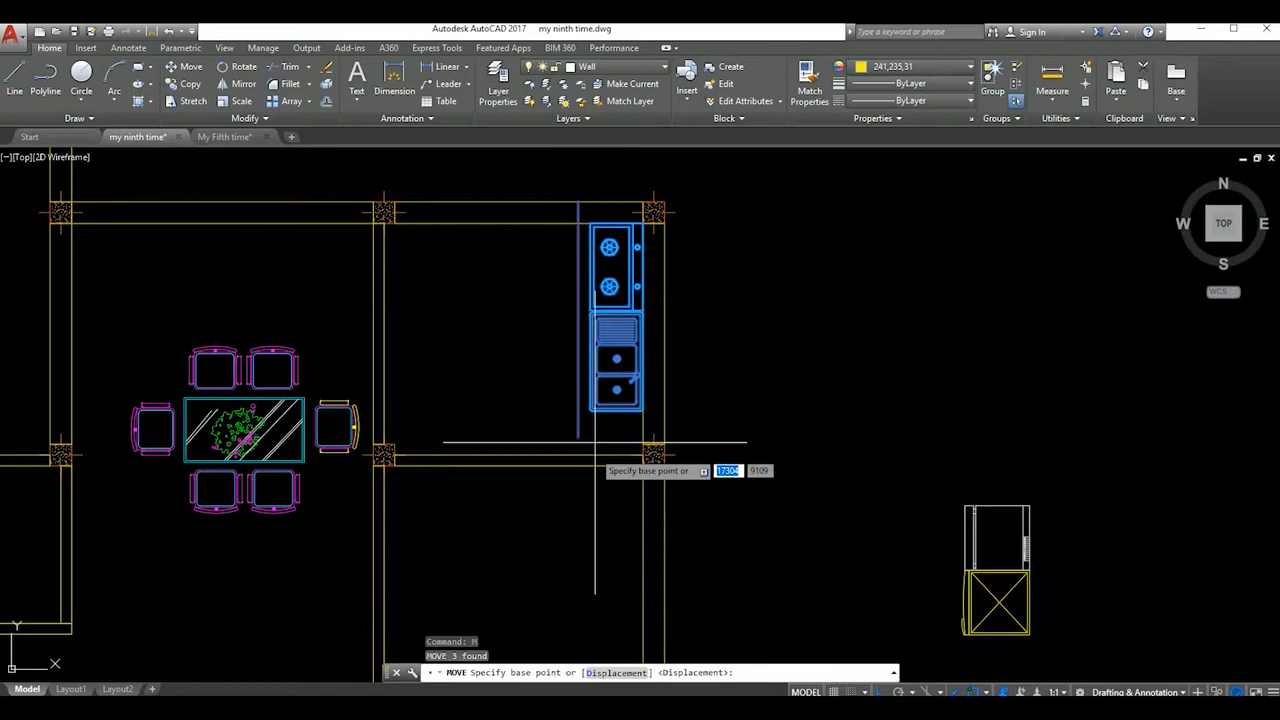 Autodesk AutoCAD 2017 my ninth time.dwg
Type a keyword or phrase
Sign In
Home Insert Annotate Parametric View Manage Output Add-ins A360 Express Tools Featured Apps BIM 360 Performance
Line Polyline Circle Arc
Move Rotate Trim
Copy Mirror Fillet
Stretch Scale Array
Text Dimension
Linear
Leader
Table
Layer Properties
Wall
Make Current
Match Layer
Insert
Create
Edit
Edit Attributes
Match Properties
241,235,31
ByLayer
ByLayer
Group Measure Paste Base
Draw Modify Annotation Layers Block Properties Groups Utilities Clipboard View
Start my ninth time* My Fifth time*
[−][Top][2D Wireframe]
N
W TOP E
S
WCS
Specify base point or 17304 9109
Y
X
Command: M
MOVE 3 found
MOVE Specify base point or [Displacement] <Displacement>:
Model Layout1 Layout2 +
MODEL 1:1 Drafting & Annotation